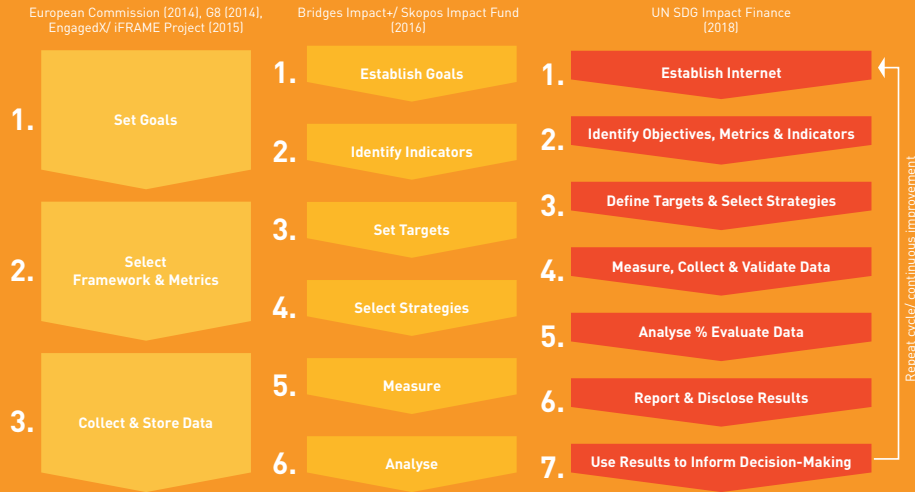 European Commission (2014), G8 (2014),
EngagedX/ iFRAME Project (2015)
1.
Set Goals
2.
Select
Framework & Metrics
3.
Collect & Store Data
Bridges Impact+/ Skopos Impact Fund
(2016)
1.
Establish Goals
2.
Identify Indicators
3.
Set Targets
4.
Select Strategies
5.
Measure
6.
Analyse
UN SDG Impact Finance
(2018)
1.
Establish Internet
2.
Identify Objectives, Metrics & Indicators
3.
Define Targets & Select Strategies
4.
Measure, Collect & Validate Data
5.
Analyse % Evaluate Data
6.
Report & Disclose Results
7.
Use Results to Inform Decision-Making
Repeat cycle/ continuous improvement